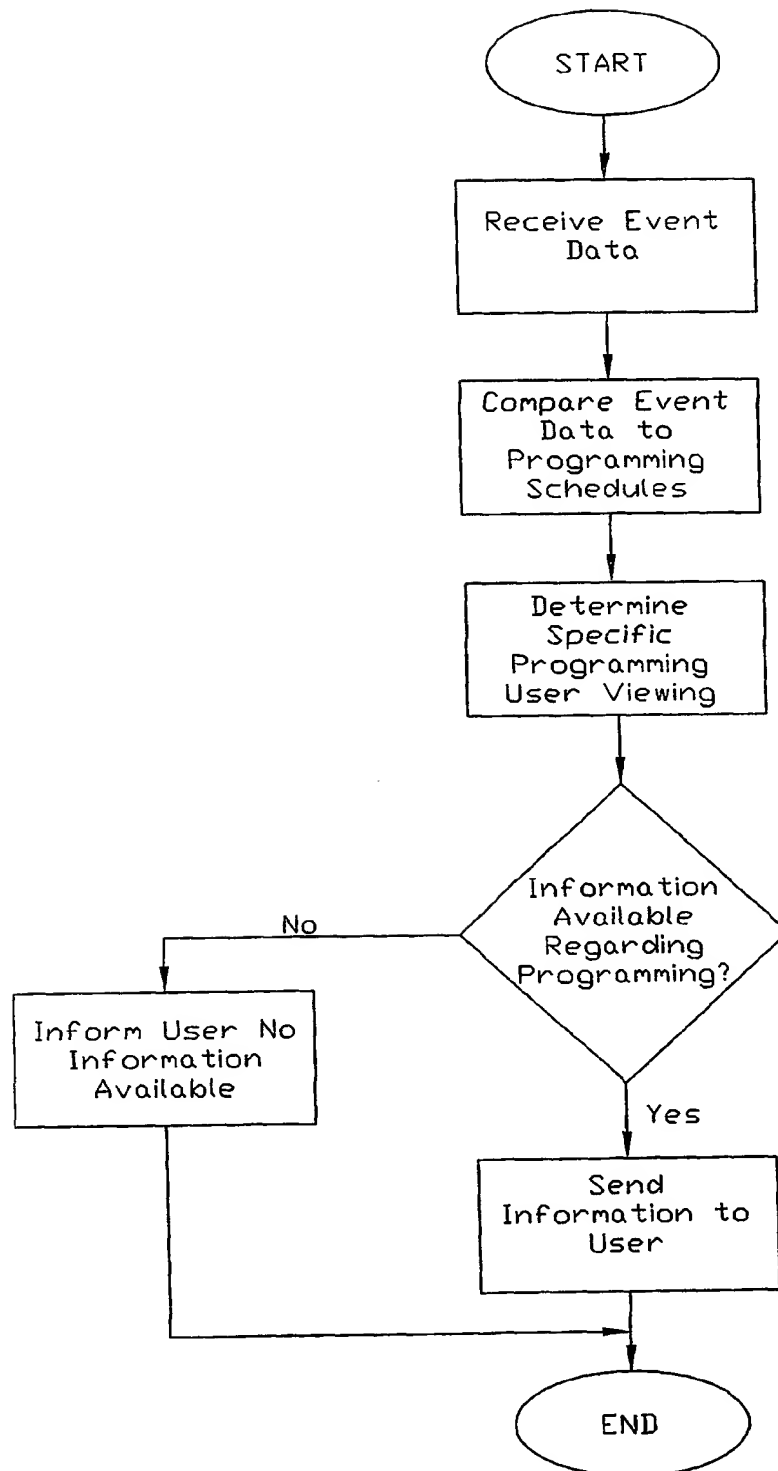 START
Receive Event
Data
Compare Event
Data to
Programming
Schedules
Determine
Specific
Programming
User Viewing
Information
Available
Regarding
Programming?
No
Inform User No
Information
Available
Yes
Send
Information to
User
END